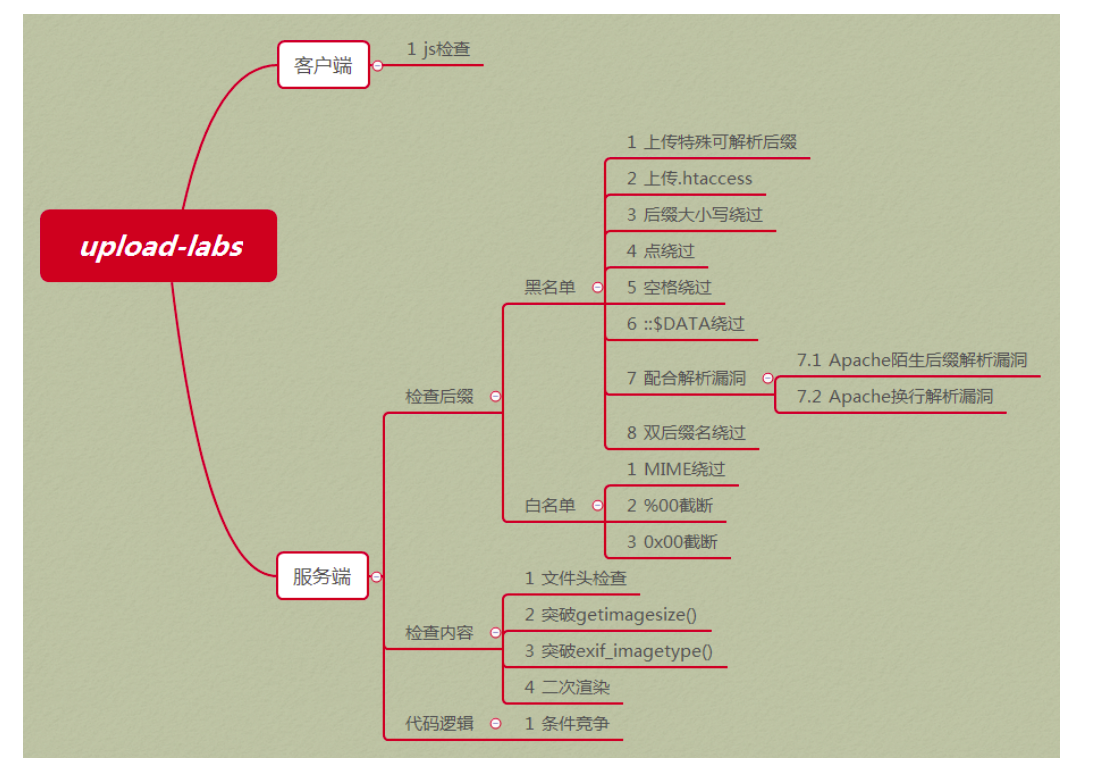 upload-labs
客户端
1 js检查
服务端
检查后缀
黑名单
1 上传特殊可解析后缀
2 上传.htaccess
3 后缀大小写绕过
4 点绕过
5 空格绕过
6 ::$DATA绕过
7 配合解析漏洞
7.1 Apache陌生后缀解析漏洞
7.2 Apache换行解析漏洞
8 双后缀名绕过
白名单
1 MIME绕过
2 %00截断
3 0x00截断
检查内容
1 文件头检查
2 突破getimagesize()
3 突破exif_imagetype()
4 二次渲染
代码逻辑
1 条件竞争